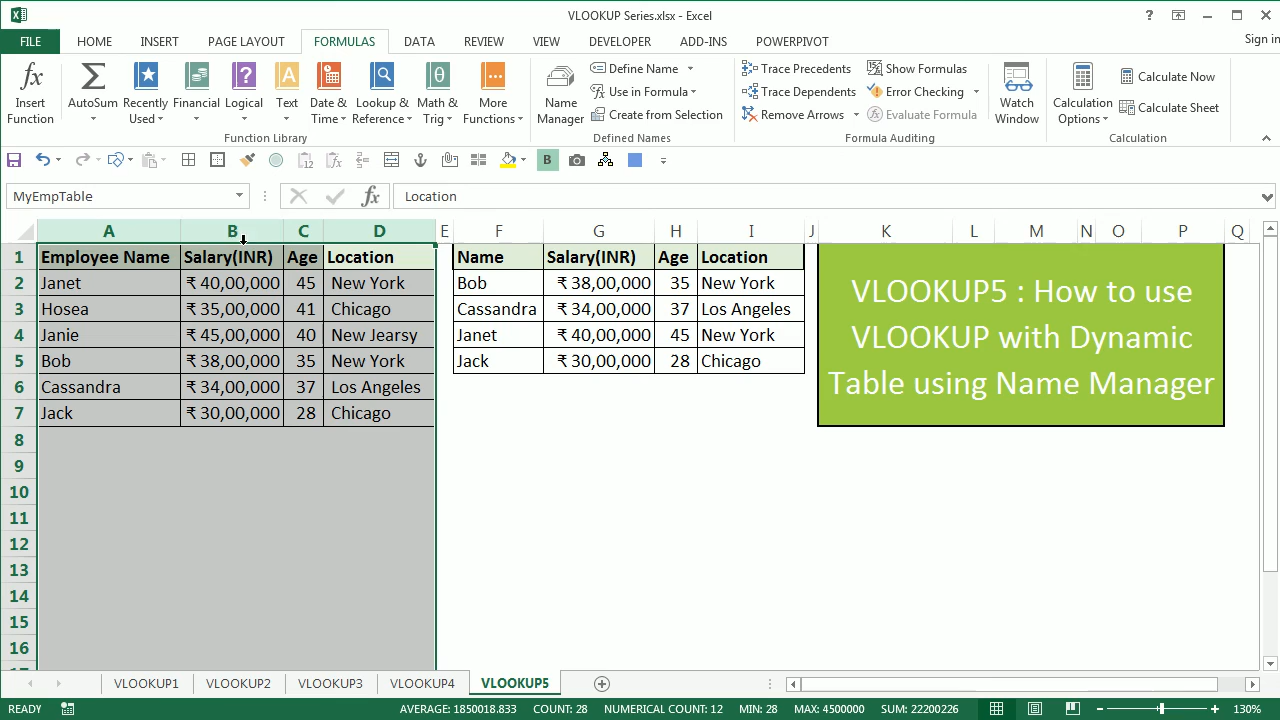 VLOOKUP Series.xlsx - Excel
Sign in
FILE HOME INSERT PAGE LAYOUT FORMULAS DATA REVIEW VIEW DEVELOPER ADD-INS POWERPIVOT
Insert Function
AutoSum
Recently Used
Financial
Logical
Text
Date & Time
Lookup & Reference
Math & Trig
More Functions
Function Library
Name Manager
Define Name
Use in Formula
Create from Selection
Defined Names
Trace Precedents
Trace Dependents
Remove Arrows
Show Formulas
Error Checking
Evaluate Formula
Formula Auditing
Watch Window
Calculation Options
Calculate Now
Calculate Sheet
Calculation
MyEmpTable
fx
Location
A B C D E F G H I J K L M N O P Q
1 Employee Name Salary(INR) Age Location Name Salary(INR) Age Location
2 Janet ₹ 40,00,000 45 New York Bob ₹ 38,00,000 35 New York
3 Hosea ₹ 35,00,000 41 Chicago Cassandra ₹ 34,00,000 37 Los Angeles
4 Janie ₹ 45,00,000 40 New Jearsy Janet ₹ 40,00,000 45 New York
5 Bob ₹ 38,00,000 35 New York Jack ₹ 30,00,000 28 Chicago
6 Cassandra ₹ 34,00,000 37 Los Angeles
7 Jack ₹ 30,00,000 28 Chicago
8
9
10
11
12
13
14
15
16
17
VLOOKUP5 : How to use
VLOOKUP with Dynamic
Table using Name Manager
VLOOKUP1 VLOOKUP2 VLOOKUP3 VLOOKUP4 VLOOKUP5
READY AVERAGE: 1850018.833 COUNT: 28 NUMERICAL COUNT: 12 MIN: 28 MAX: 4500000 SUM: 22200226 130%